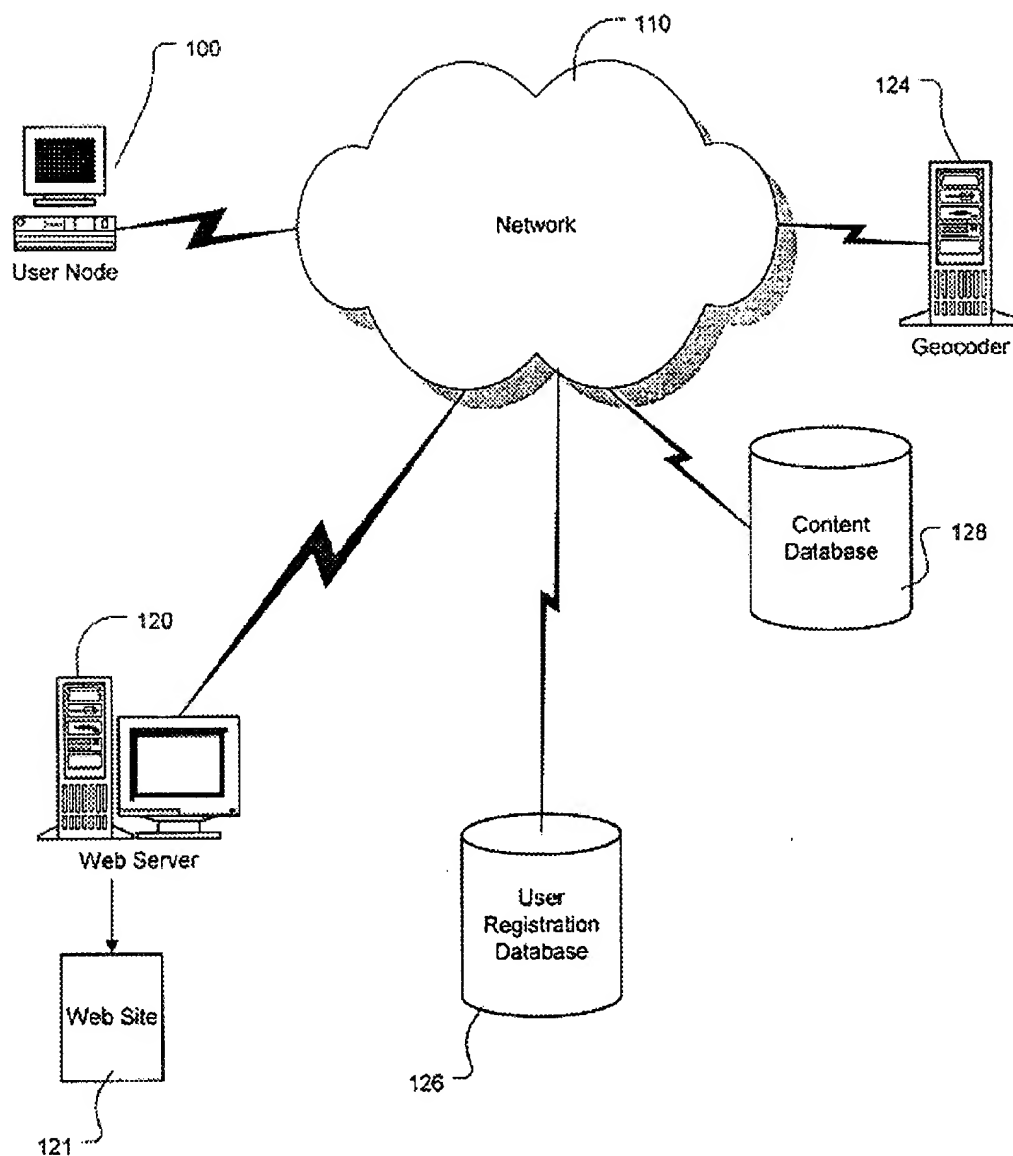 100
110
124
Network
User Node
Geocoder
Content
Database
128
120
Web Server
User
Registration
Database
Web Site
126
121